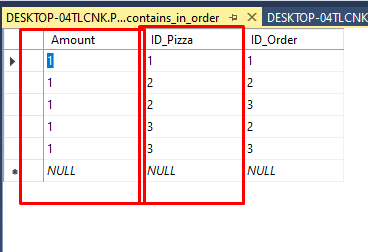 DESKTOP-04TLCNK.P...contains_in_order DESKTOP-04TLCNK
Amount ID_Pizza ID_Order
1 1 1
1 2 2
1 2 3
1 3 2
1 3 3
NULL NULL NULL